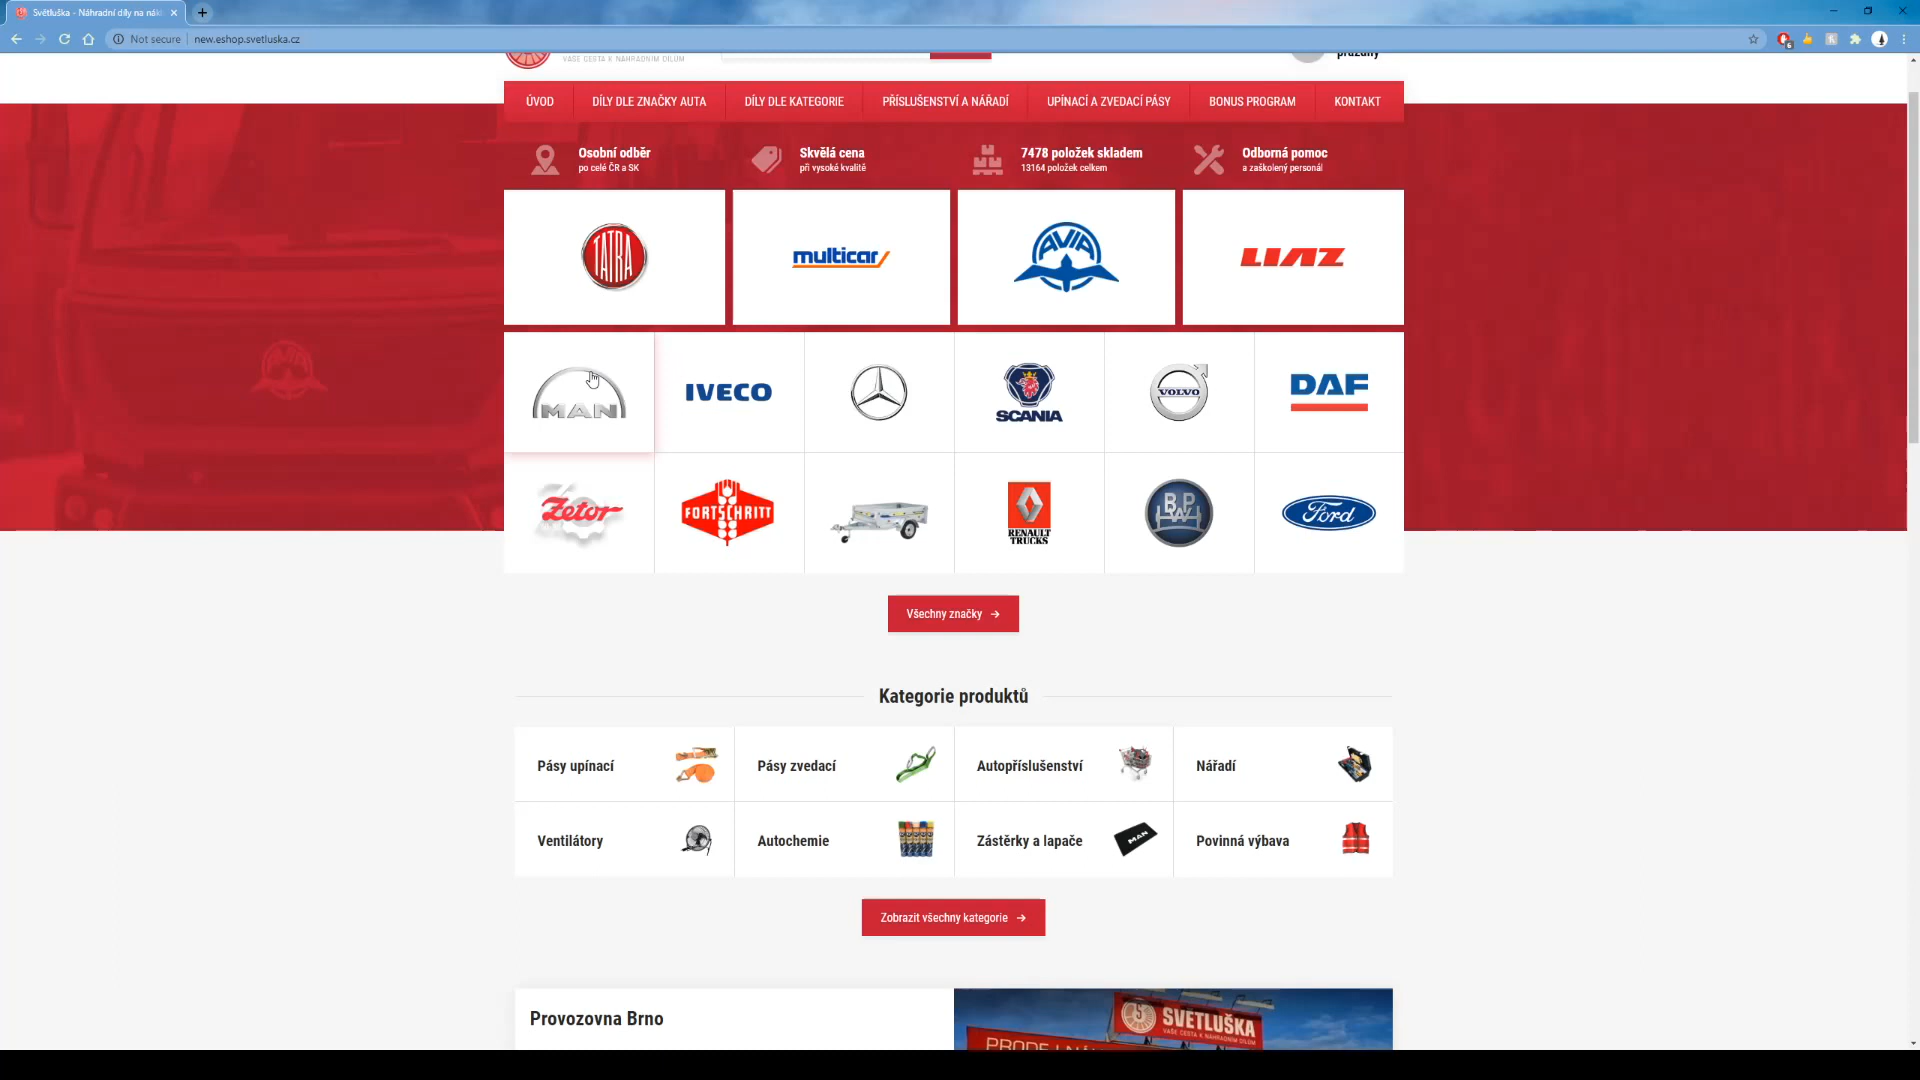 Světluška - Náhradní díly na nákl
Not secure new.eshop.svetluska.cz
VAŠE CESTA K NÁHRADNÍM DÍLŮM
prázdný
ÚVOD DÍLY DLE ZNAČKY AUTA DÍLY DLE KATEGORIE PŘÍSLUŠENSTVÍ A NÁŘADÍ UPÍNACÍ A ZVEDACÍ PÁSY BONUS PROGRAM KONTAKT
Osobní odběr
po celé ČR a SK
Skvělá cena
při vysoké kvalitě
7478 položek skladem
13164 položek celkem
Odborná pomoc
a zaškolený personál
TATRA
multicar
AVIA
LIAZ
MAN
IVECO
SCANIA
VOLVO
DAF
Zetor
FORTSCHRITT
RENAULT
TRUCKS
BPW
Ford
Všechny značky
Kategorie produktů
Pásy upínací
Pásy zvedací
Autopříslušenství
Nářadí
Ventilátory
Autochemie
Zástěrky a lapače
MAN
Povinná výbava
Zobrazit všechny kategorie
Provozovna Brno
SVĚTLUŠKA
VAŠE CESTA K NÁHRADNÍM DÍLŮM